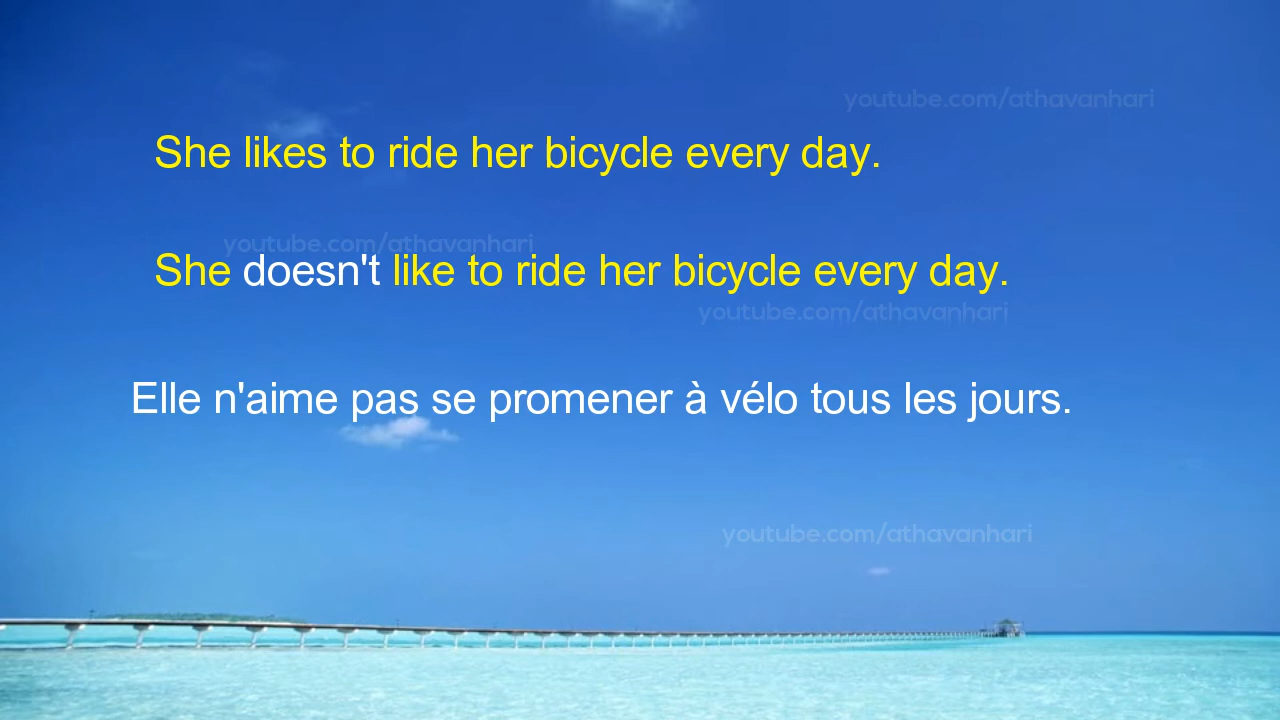 youtube.com/athavanhari
She likes to ride her bicycle every day.
youtube.com/athavanhari
She doesn't like to ride her bicycle every day.
youtube.com/athavanhari
Elle n'aime pas se promener à vélo tous les jours.
youtube.com/athavanhari